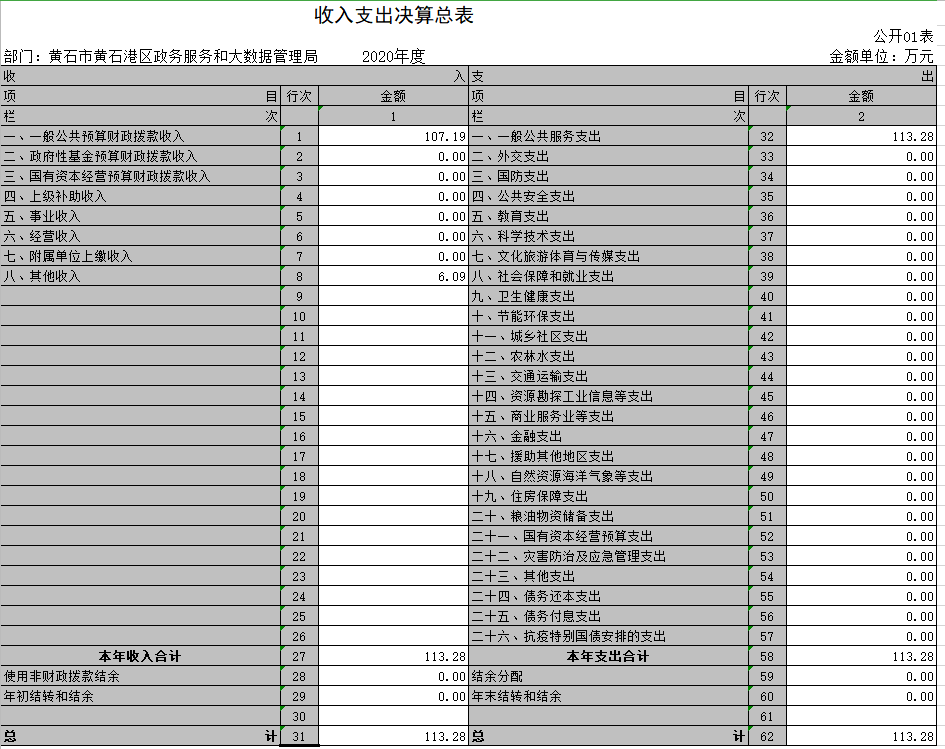 收入支出决算总表
公开01表
部门：黄石市黄石港区政务服务和大数据管理局 2020年度 金额单位：万元
收 入 支 出
项 目 行次 金额 项 目 行次 金额
栏 次 1 栏 次 2
一、一般公共预算财政拨款收入 1 107.19 一、一般公共服务支出 32 113.28
二、政府性基金预算财政拨款收入 2 0.00 二、外交支出 33 0.00
三、国有资本经营预算财政拨款收入 3 0.00 三、国防支出 34 0.00
四、上级补助收入 4 0.00 四、公共安全支出 35 0.00
五、事业收入 5 0.00 五、教育支出 36 0.00
六、经营收入 6 0.00 六、科学技术支出 37 0.00
七、附属单位上缴收入 7 0.00 七、文化旅游体育与传媒支出 38 0.00
八、其他收入 8 6.09 八、社会保障和就业支出 39 0.00
9 九、卫生健康支出 40 0.00
10 十、节能环保支出 41 0.00
11 十一、城乡社区支出 42 0.00
12 十二、农林水支出 43 0.00
13 十三、交通运输支出 44 0.00
14 十四、资源勘探工业信息等支出 45 0.00
15 十五、商业服务业等支出 46 0.00
16 十六、金融支出 47 0.00
17 十七、援助其他地区支出 48 0.00
18 十八、自然资源海洋气象等支出 49 0.00
19 十九、住房保障支出 50 0.00
20 二十、粮油物资储备支出 51 0.00
21 二十一、国有资本经营预算支出 52 0.00
22 二十二、灾害防治及应急管理支出 53 0.00
23 二十三、其他支出 54 0.00
24 二十四、债务还本支出 55 0.00
25 二十五、债务付息支出 56 0.00
26 二十六、抗疫特别国债安排的支出 57 0.00
本年收入合计 27 113.28 本年支出合计 58 113.28
使用非财政拨款结余 28 0.00 结余分配 59 0.00
年初结转和结余 29 0.00 年末结转和结余 60 0.00
30 61
总 计 31 113.28 总 计 62 113.28